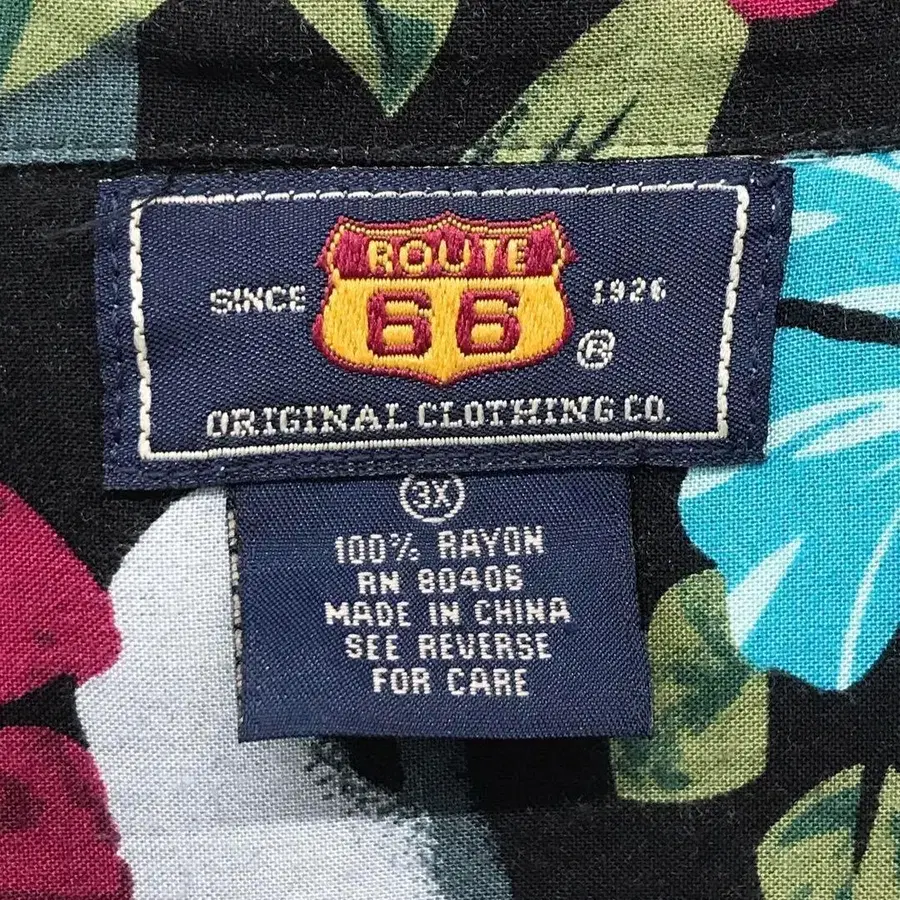 ROUTE
66
SINCE 1926
®
ORIGINAL CLOTHING CO.
3X
100% RAYON
RN 80406
MADE IN CHINA
SEE REVERSE
FOR CARE